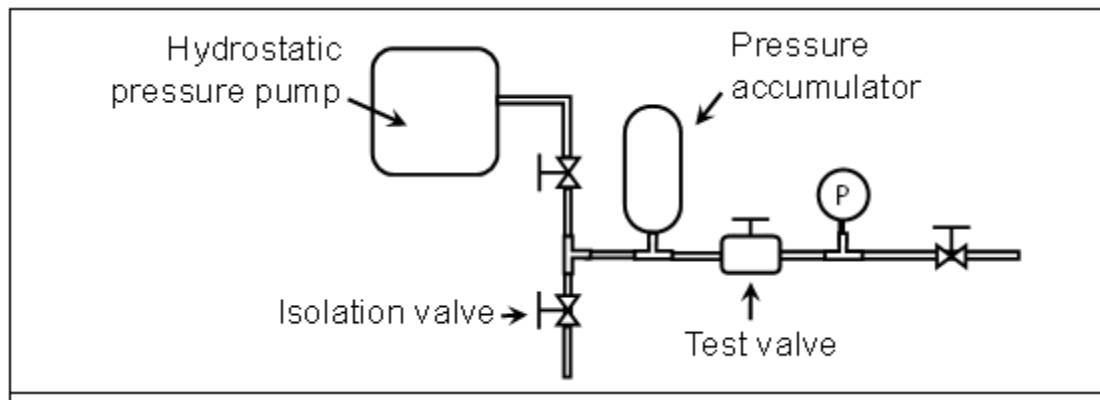 Hydrostatic
pressure pump
Pressure
accumulator
P
Isolation valve
Test valve